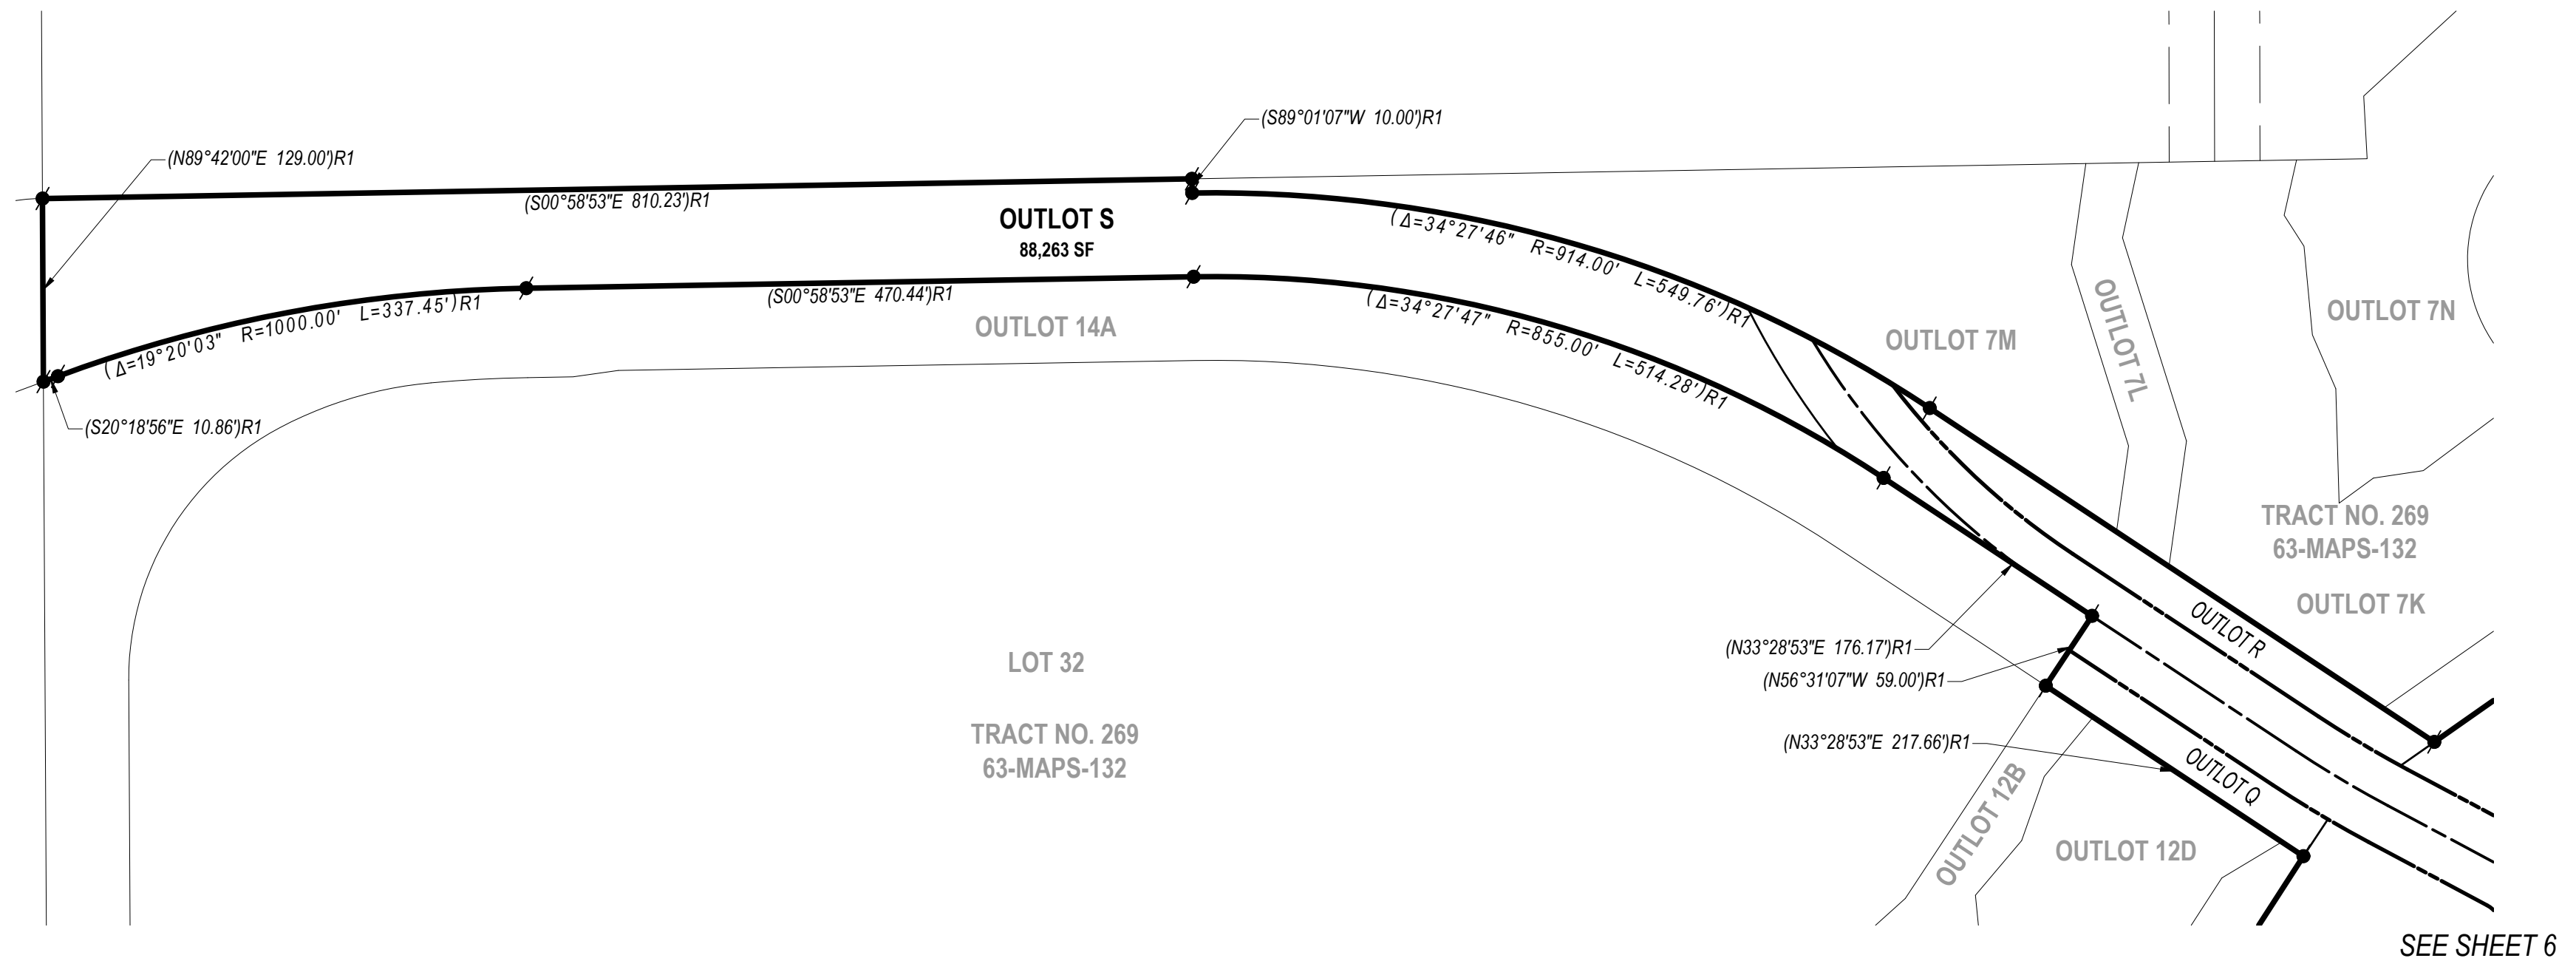 (S89°01'07"W 10.00')R1
(N89°42'00"E 129.00')R1
(S00°58'53"E 810.23')R1
OUTLOT S
88,263 SF
(Δ=34°27'46" R=914.00' L=549.76')R1
(S00°58'53"E 470.44')R1
(Δ=19°20'03" R=1000.00' L=337.45')R1
(Δ=34°27'47" R=855.00' L=514.28')R1
OUTLOT 14A
OUTLOT 7M
OUTLOT 7L
OUTLOT 7N
(S20°18'56"E 10.86')R1
TRACT NO. 269
63-MAPS-132
OUTLOT 7K
OUTLOT R
(N33°28'53"E 176.17')R1
(N56°31'07"W 59.00')R1
LOT 32
TRACT NO. 269
63-MAPS-132
(N33°28'53"E 217.66')R1
OUTLOT Q
OUTLOT 12B
OUTLOT 12D
SEE SHEET 6